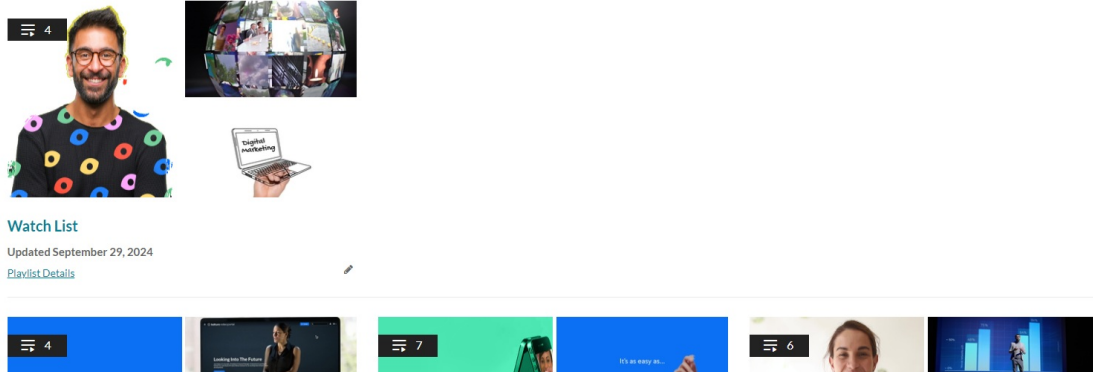 4
Digital
marketing
Watch List
Updated September 29, 2024
Playlist Details
4
Looking Into The Future
7
It's as easy as...
6